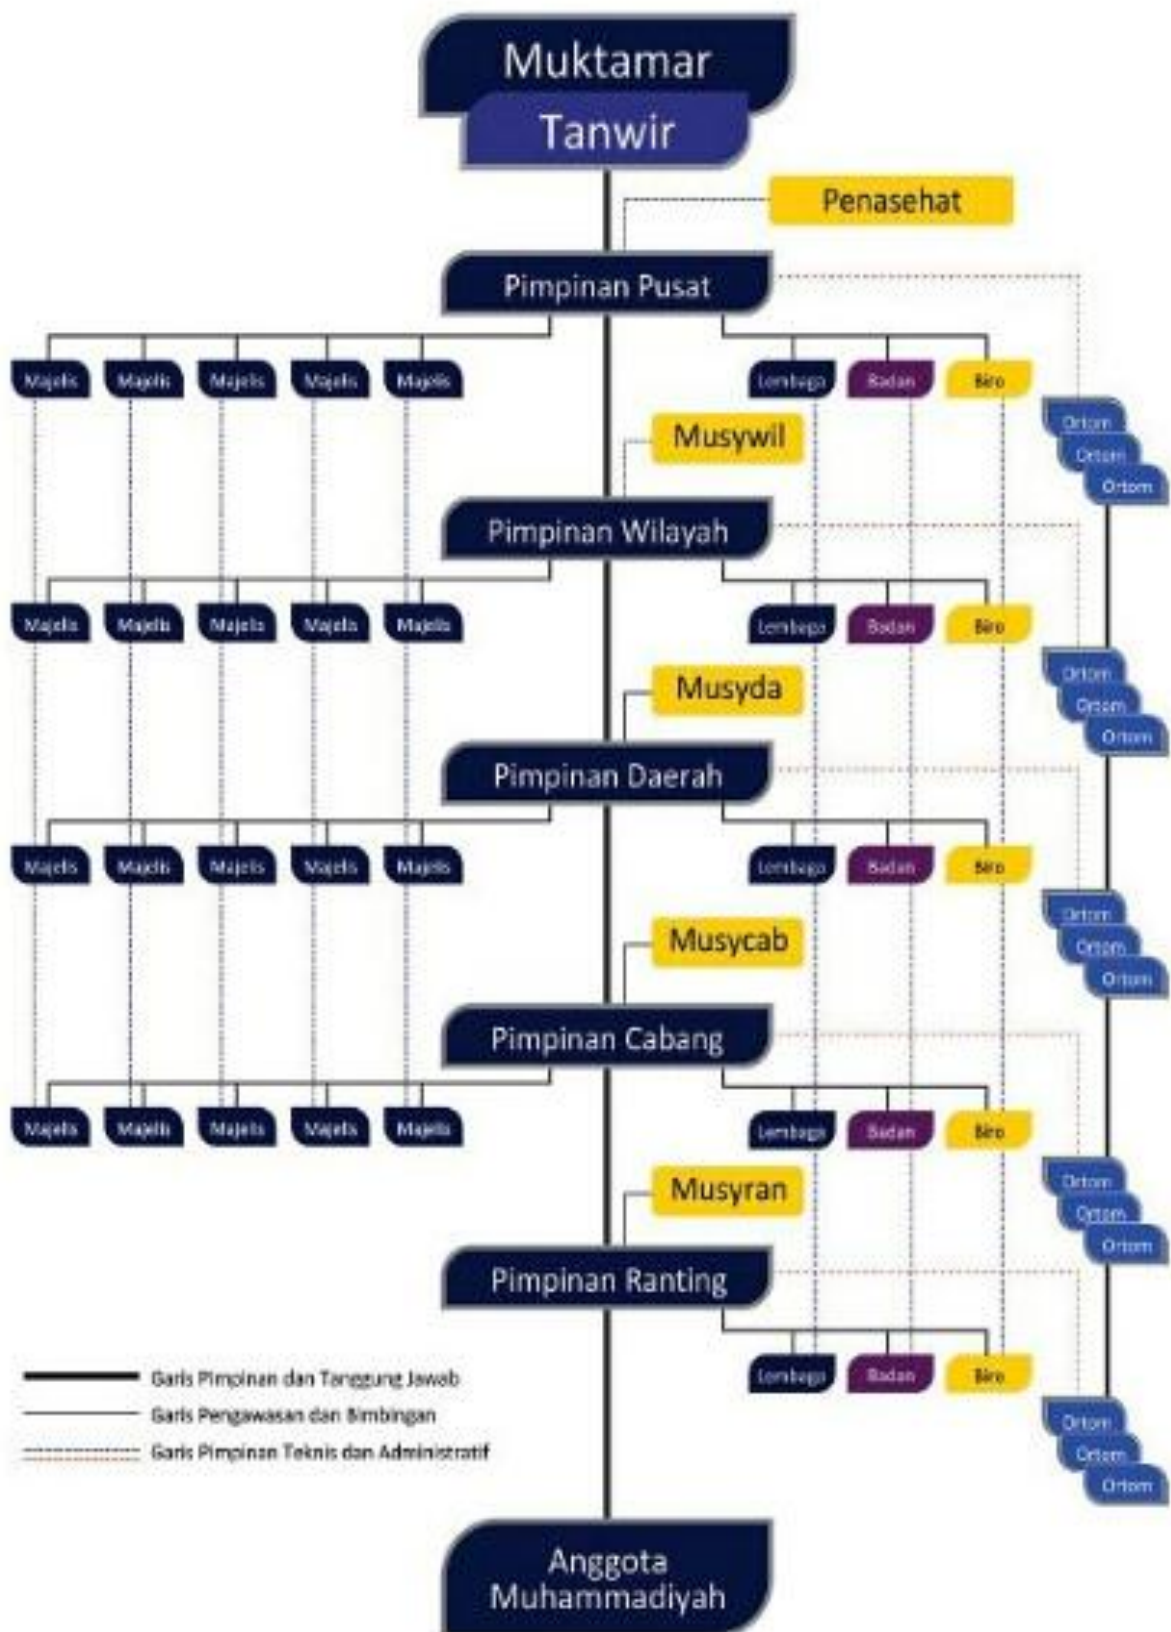 Muktamar
Tanwir
Penasehat
Pimpinan Pusat
Majelis Majelis Majelis Majelis Majelis Lembaga Badan Biro
Ortom
Ortom
Ortom
Musywil
Pimpinan Wilayah
Majelis Majelis Majelis Majelis Majelis Lembaga Badan Biro
Ortom
Ortom
Ortom
Musyda
Pimpinan Daerah
Majelis Majelis Majelis Majelis Majelis Lembaga Badan Biro
Ortom
Ortom
Ortom
Musycab
Pimpinan Cabang
Majelis Majelis Majelis Majelis Majelis Lembaga Badan Biro
Ortom
Ortom
Ortom
Musyran
Pimpinan Ranting
Lembaga Badan Biro
Ortom
Ortom
Ortom
Garis Pimpinan dan Tanggung Jawab
Garis Pengawasan dan Bimbingan
Garis Pimpinan Teknis dan Administratif
Anggota
Muhammadiyah